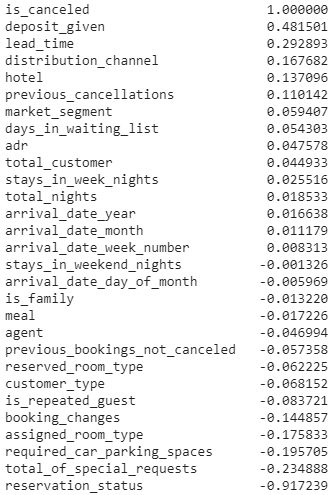 is_canceled 1.000000
deposit_given 0.481501
lead_time 0.292893
distribution_channel 0.167682
hotel 0.137096
previous_cancellations 0.110142
market_segment 0.059407
days_in_waiting_list 0.054303
adr 0.047578
total_customer 0.044933
stays_in_week_nights 0.025516
total_nights 0.018533
arrival_date_year 0.016638
arrival_date_month 0.011179
arrival_date_week_number 0.008313
stays_in_weekend_nights -0.001326
arrival_date_day_of_month -0.005969
is_family -0.013220
meal -0.017226
agent -0.046994
previous_bookings_not_canceled -0.057358
reserved_room_type -0.062225
customer_type -0.068152
is_repeated_guest -0.083721
booking_changes -0.144857
assigned_room_type -0.175833
required_car_parking_spaces -0.195705
total_of_special_requests -0.234888
reservation_status -0.917239